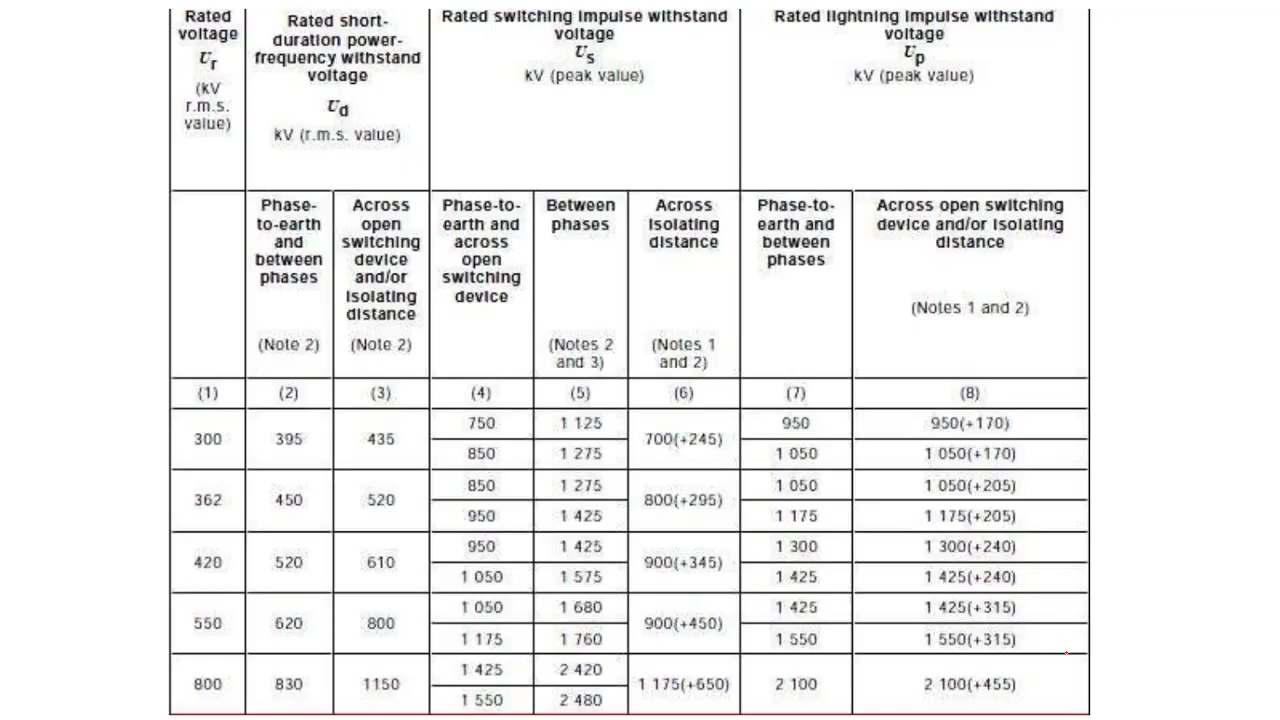 Rated voltage
Ur
(kV r.m.s. value)
Rated short-duration power-frequency withstand voltage
Ud
kV (r.m.s. value)
Rated switching impulse withstand voltage
Us
kV (peak value)
Rated lightning impulse withstand voltage
Up
kV (peak value)
Phase-to-earth and between phases
(Note 2)
Across open switching device and/or isolating distance
(Note 2)
Phase-to-earth and across open switching device
Between phases
(Notes 2 and 3)
Across isolating distance
(Notes 1 and 2)
Phase-to-earth and between phases
Across open switching device and/or isolating distance
(Notes 1 and 2)
(1) (2) (3) (4) (5) (6) (7) (8)
300 395 435 750 1 125 700(+245) 950 950(+170)
850 1 275 1 050 1 050(+170)
362 450 520 850 1 275 800(+295) 1 050 1 050(+205)
950 1 425 1 175 1 175(+205)
420 520 610 950 1 425 900(+345) 1 300 1 300(+240)
1 050 1 575 1 425 1 425(+240)
550 620 800 1 050 1 680 900(+450) 1 425 1 425(+315)
1 175 1 760 1 550 1 550(+315)
800 830 1150 1 425 2 420 1 175(+650) 2 100 2 100(+455)
1 550 2 480